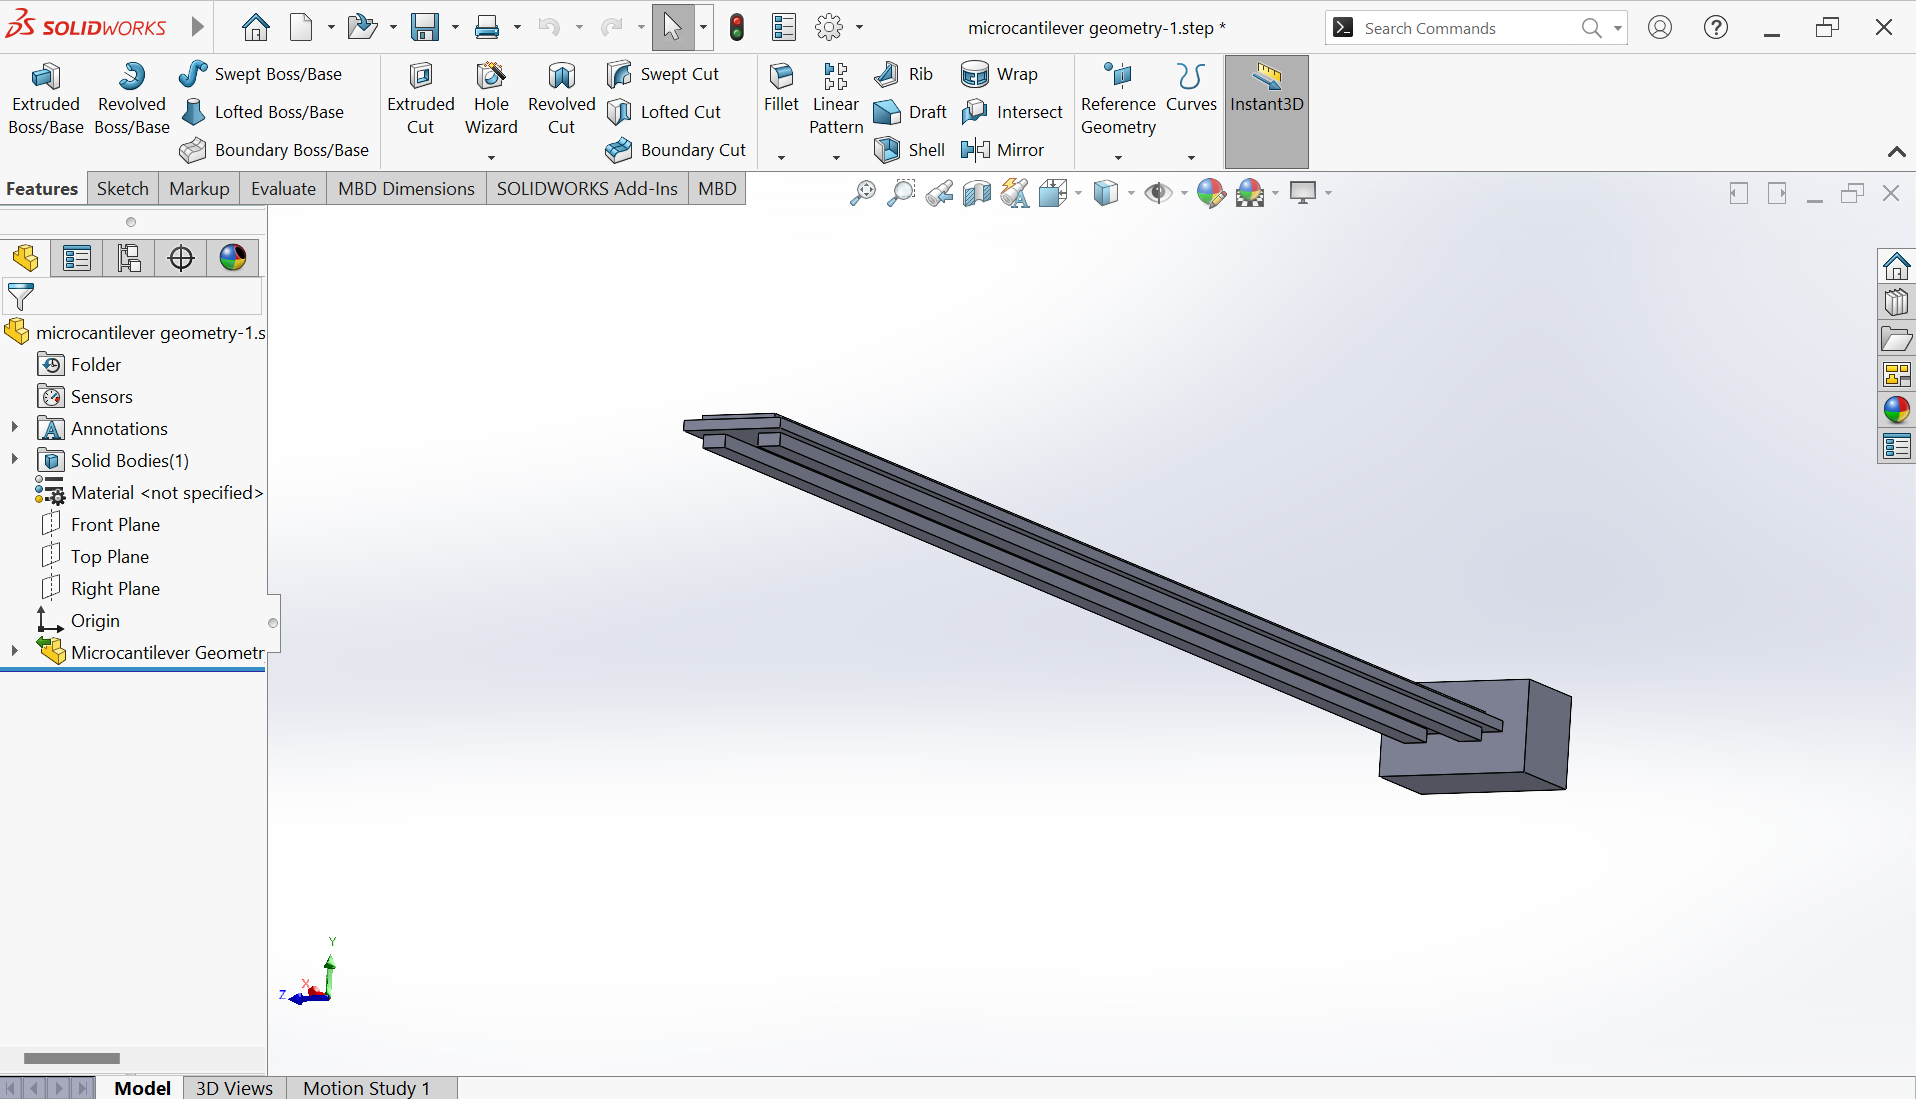 SOLIDWORKS
microcantilever geometry-1.step *
Search Commands
Extruded Boss/Base
Revolved Boss/Base
Swept Boss/Base
Lofted Boss/Base
Boundary Boss/Base
Extruded Cut
Hole Wizard
Revolved Cut
Swept Cut
Lofted Cut
Boundary Cut
Fillet
Linear Pattern
Rib
Draft
Shell
Wrap
Intersect
Mirror
Reference Geometry
Curves
Instant3D
Features
Sketch
Markup
Evaluate
MBD Dimensions
SOLIDWORKS Add-Ins
MBD
microcantilever geometry-1.s
Folder
Sensors
Annotations
Solid Bodies(1)
Material <not specified>
Front Plane
Top Plane
Right Plane
Origin
Microcantilever Geometr
Y
X
Z
Model
3D Views
Motion Study 1